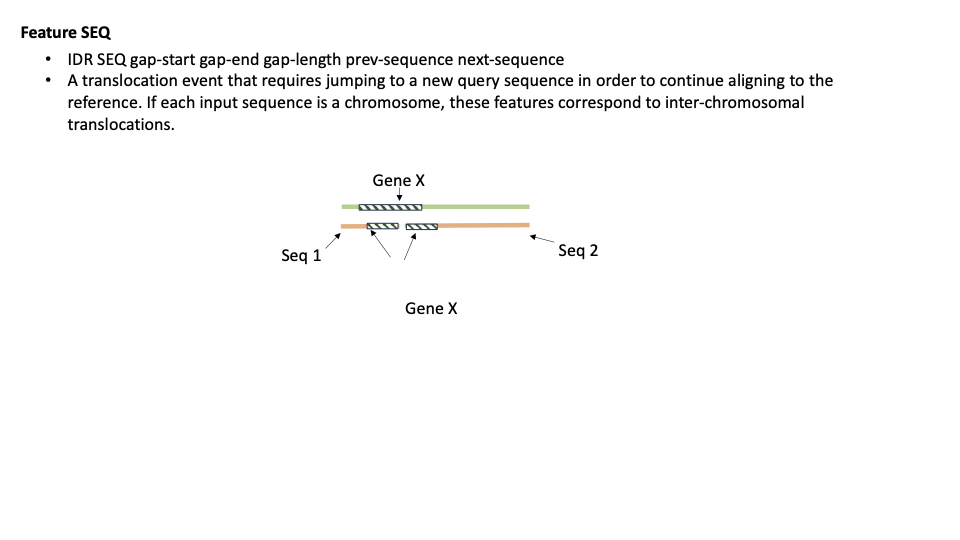 Feature SEQ
• IDR SEQ gap-start gap-end gap-length prev-sequence next-sequence
• A translocation event that requires jumping to a new query sequence in order to continue aligning to the
reference. If each input sequence is a chromosome, these features correspond to inter-chromosomal
translocations.
Gene X
Seq 1
Seq 2
Gene X